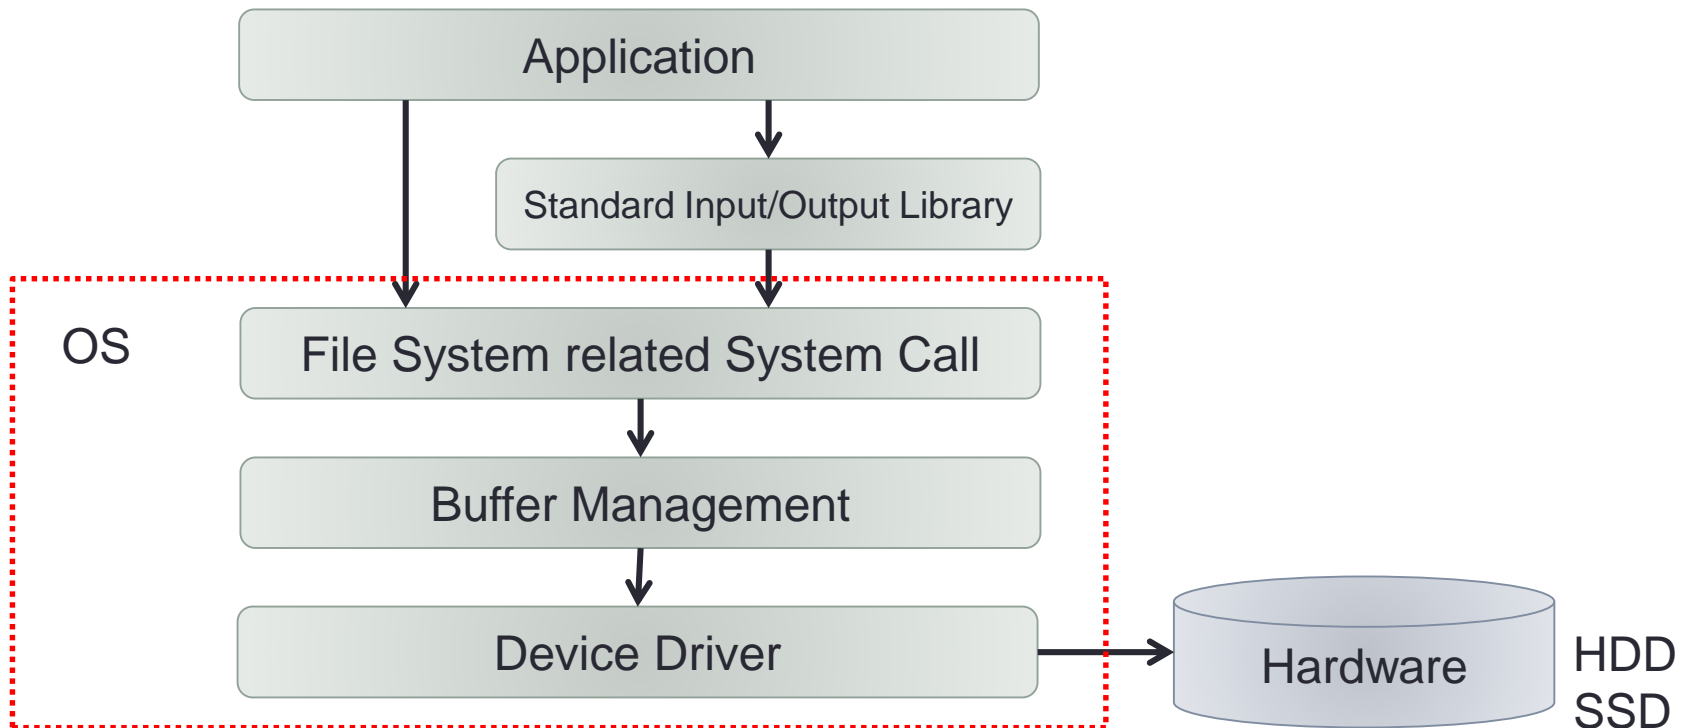 Application
Standard Input/Output Library
OS
File System related System Call
Buffer Management
Device Driver
Hardware
HDD
SSD